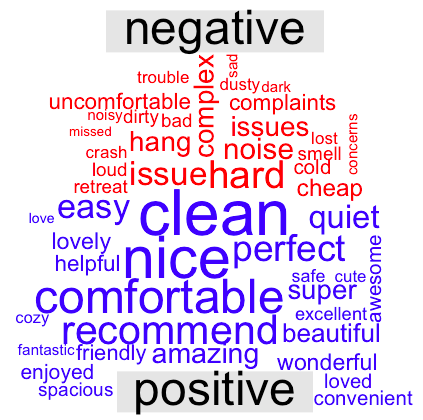 negative
sad
trouble
dusty dark
complex
uncomfortable
complaints
noisy dirty bad
issues
missed
hang
noise
lost
concerns
crash
smell
loud
issue hard
cold
retreat
cheap
easy
clean
quiet
love
lovely
nice
perfect
helpful
awesome
safe cute
comfortable
super
cozy
excellent
recommend
beautiful
fantastic friendly amazing
wonderful
enjoyed
loved
positive
spacious
convenient